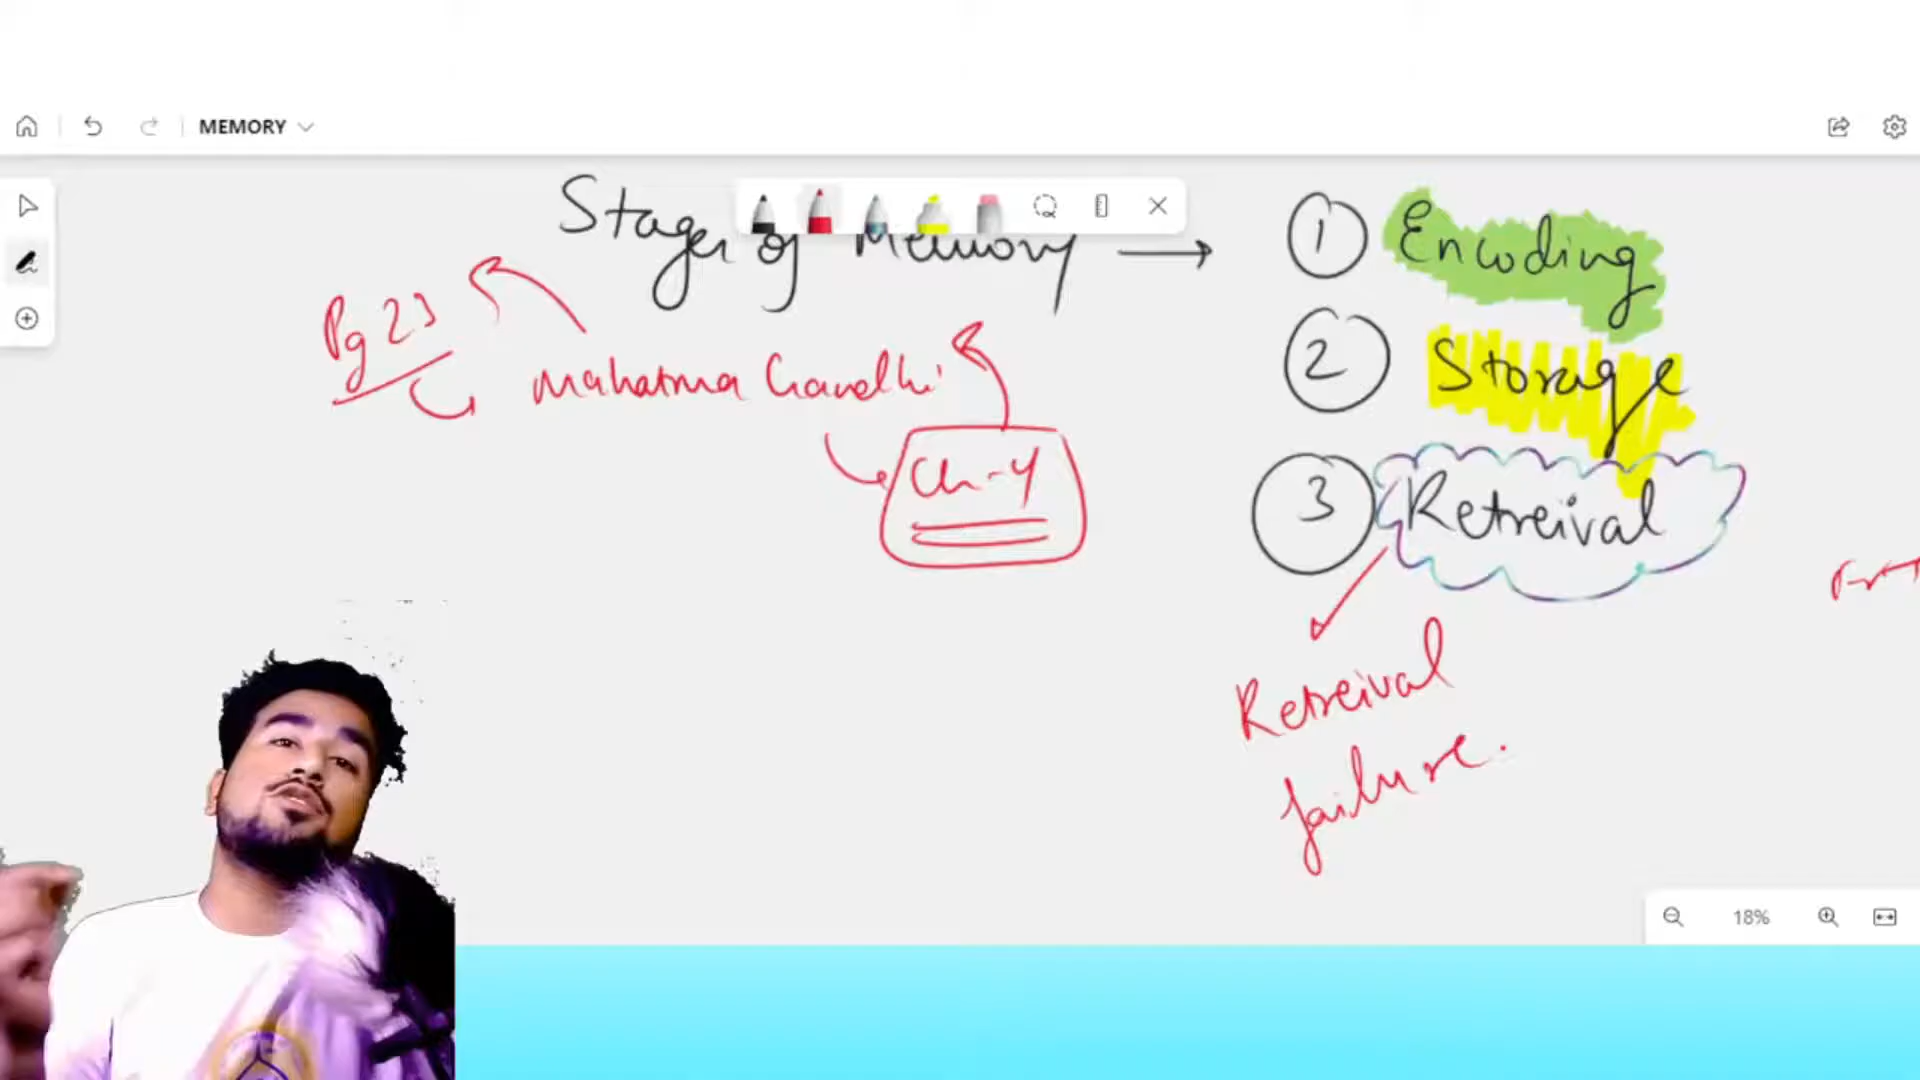 MEMORY
Stages of Memory → ① Encoding
Pg 23
Mahatma Gandhi
② Storage
Ch-4
③ Retreival
Retreival
failure.
18%